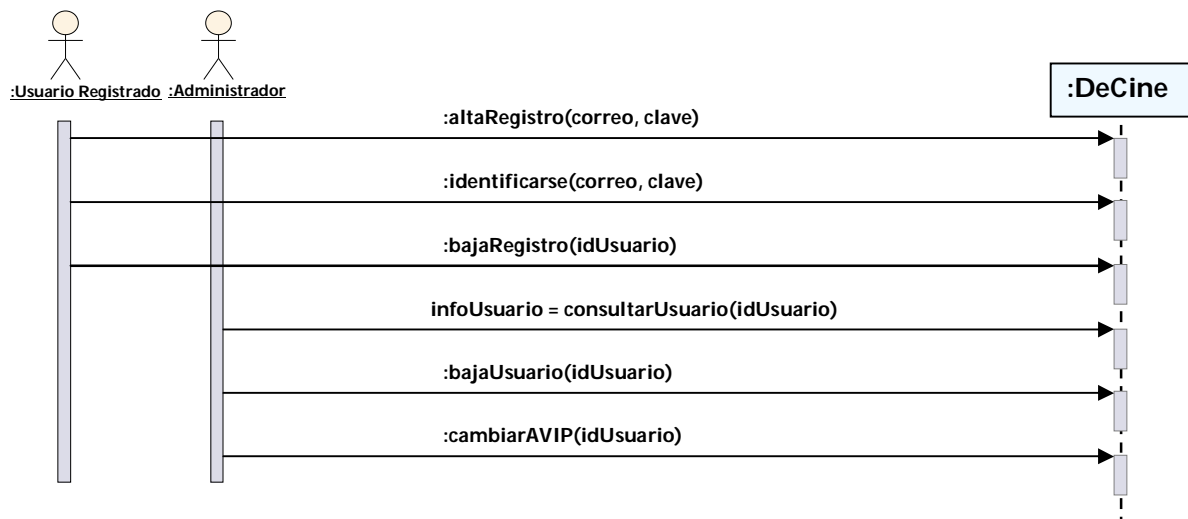 :Usuario Registrado
:Administrador
:DeCine
:altaRegistro(correo, clave)
:identificarse(correo, clave)
:bajaRegistro(idUsuario)
infoUsuario = consultarUsuario(idUsuario)
:bajaUsuario(idUsuario)
:cambiarAVIP(idUsuario)